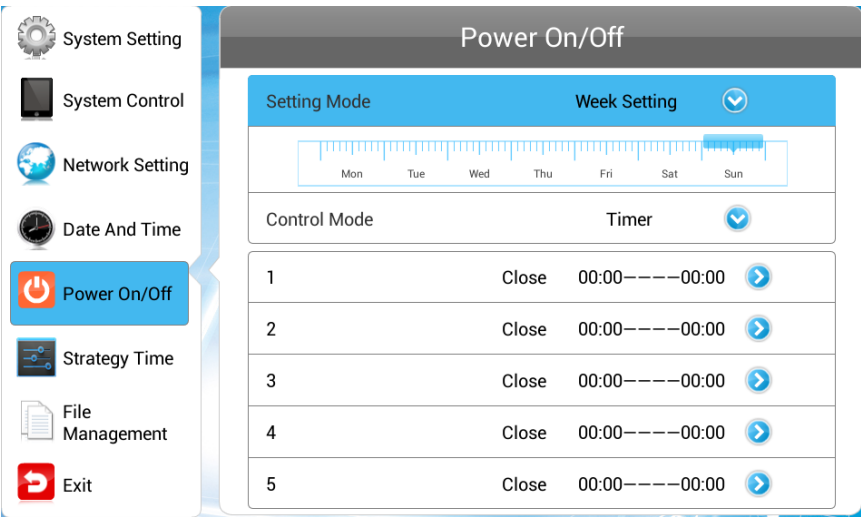 System Setting
System Control
Network Setting
Date And Time
Power On/Off
Strategy Time
File
Management
Exit
Power On/Off
Setting Mode Week Setting
Mon Tue Wed Thu Fri Sat Sun
Control Mode Timer
1 Close 00:00————00:00
2 Close 00:00————00:00
3 Close 00:00————00:00
4 Close 00:00————00:00
5 Close 00:00————00:00